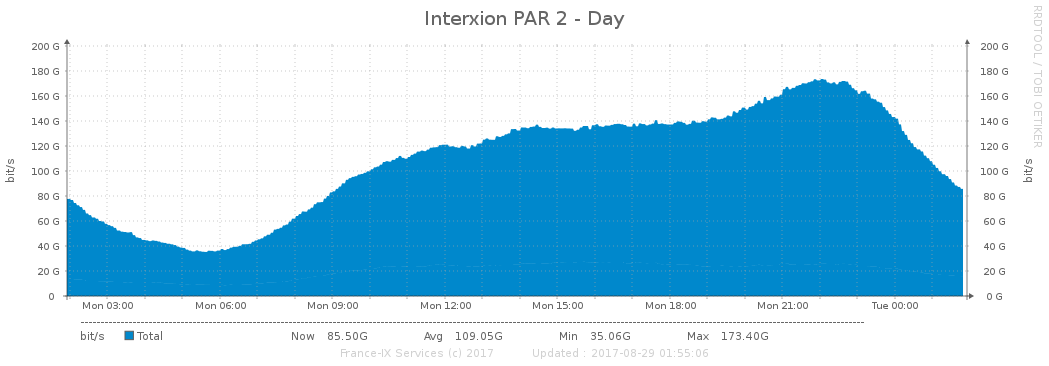 Interxion PAR 2 - Day
RRDTOOL / TOBI OETIKER
200 G 200 G
180 G 180 G
160 G 160 G
140 G 140 G
120 G 120 G
100 G 100 G
80 G 80 G
60 G 60 G
40 G 40 G
20 G 20 G
0 0 G
bit/s bit/s
Mon 03:00 Mon 06:00 Mon 09:00 Mon 12:00 Mon 15:00 Mon 18:00 Mon 21:00 Tue 00:00
bit/s Total Now 85.50G Avg 109.05G Min 35.06G Max 173.40G
France-IX Services (c) 2017 Updated : 2017-08-29 01:55:06